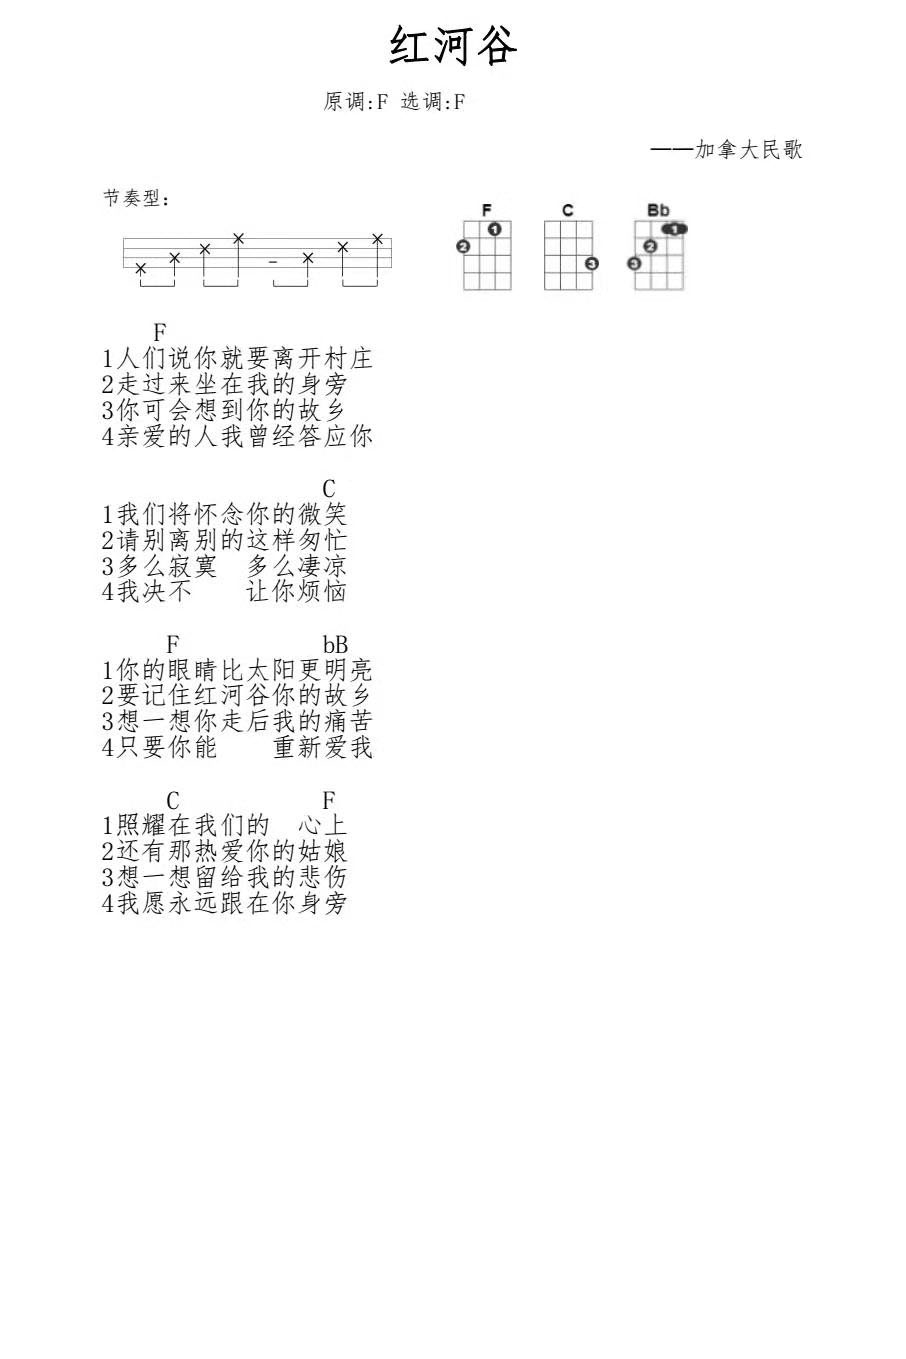 红河谷
原调:F 选调:F
——加拿大民歌
节奏型:
F C Bb
1 1
2 2
3 3
F
1人们说你就要离开村庄
2走过来坐在我的身旁
3你可会想到你的故乡
4亲爱的人我曾经答应你
C
1我们将怀念你的微笑
2请别离别的这样匆忙
3多么寂寞 多么凄凉
4我决不 让你烦恼
F bB
1你的眼睛比太阳更明亮
2要记住红河谷你的故乡
3想一想你走后我的痛苦
4只要你能 重新爱我
C F
1照耀在我们的 心上
2还有那热爱你的姑娘
3想一想留给我的悲伤
4我愿永远跟在你身旁